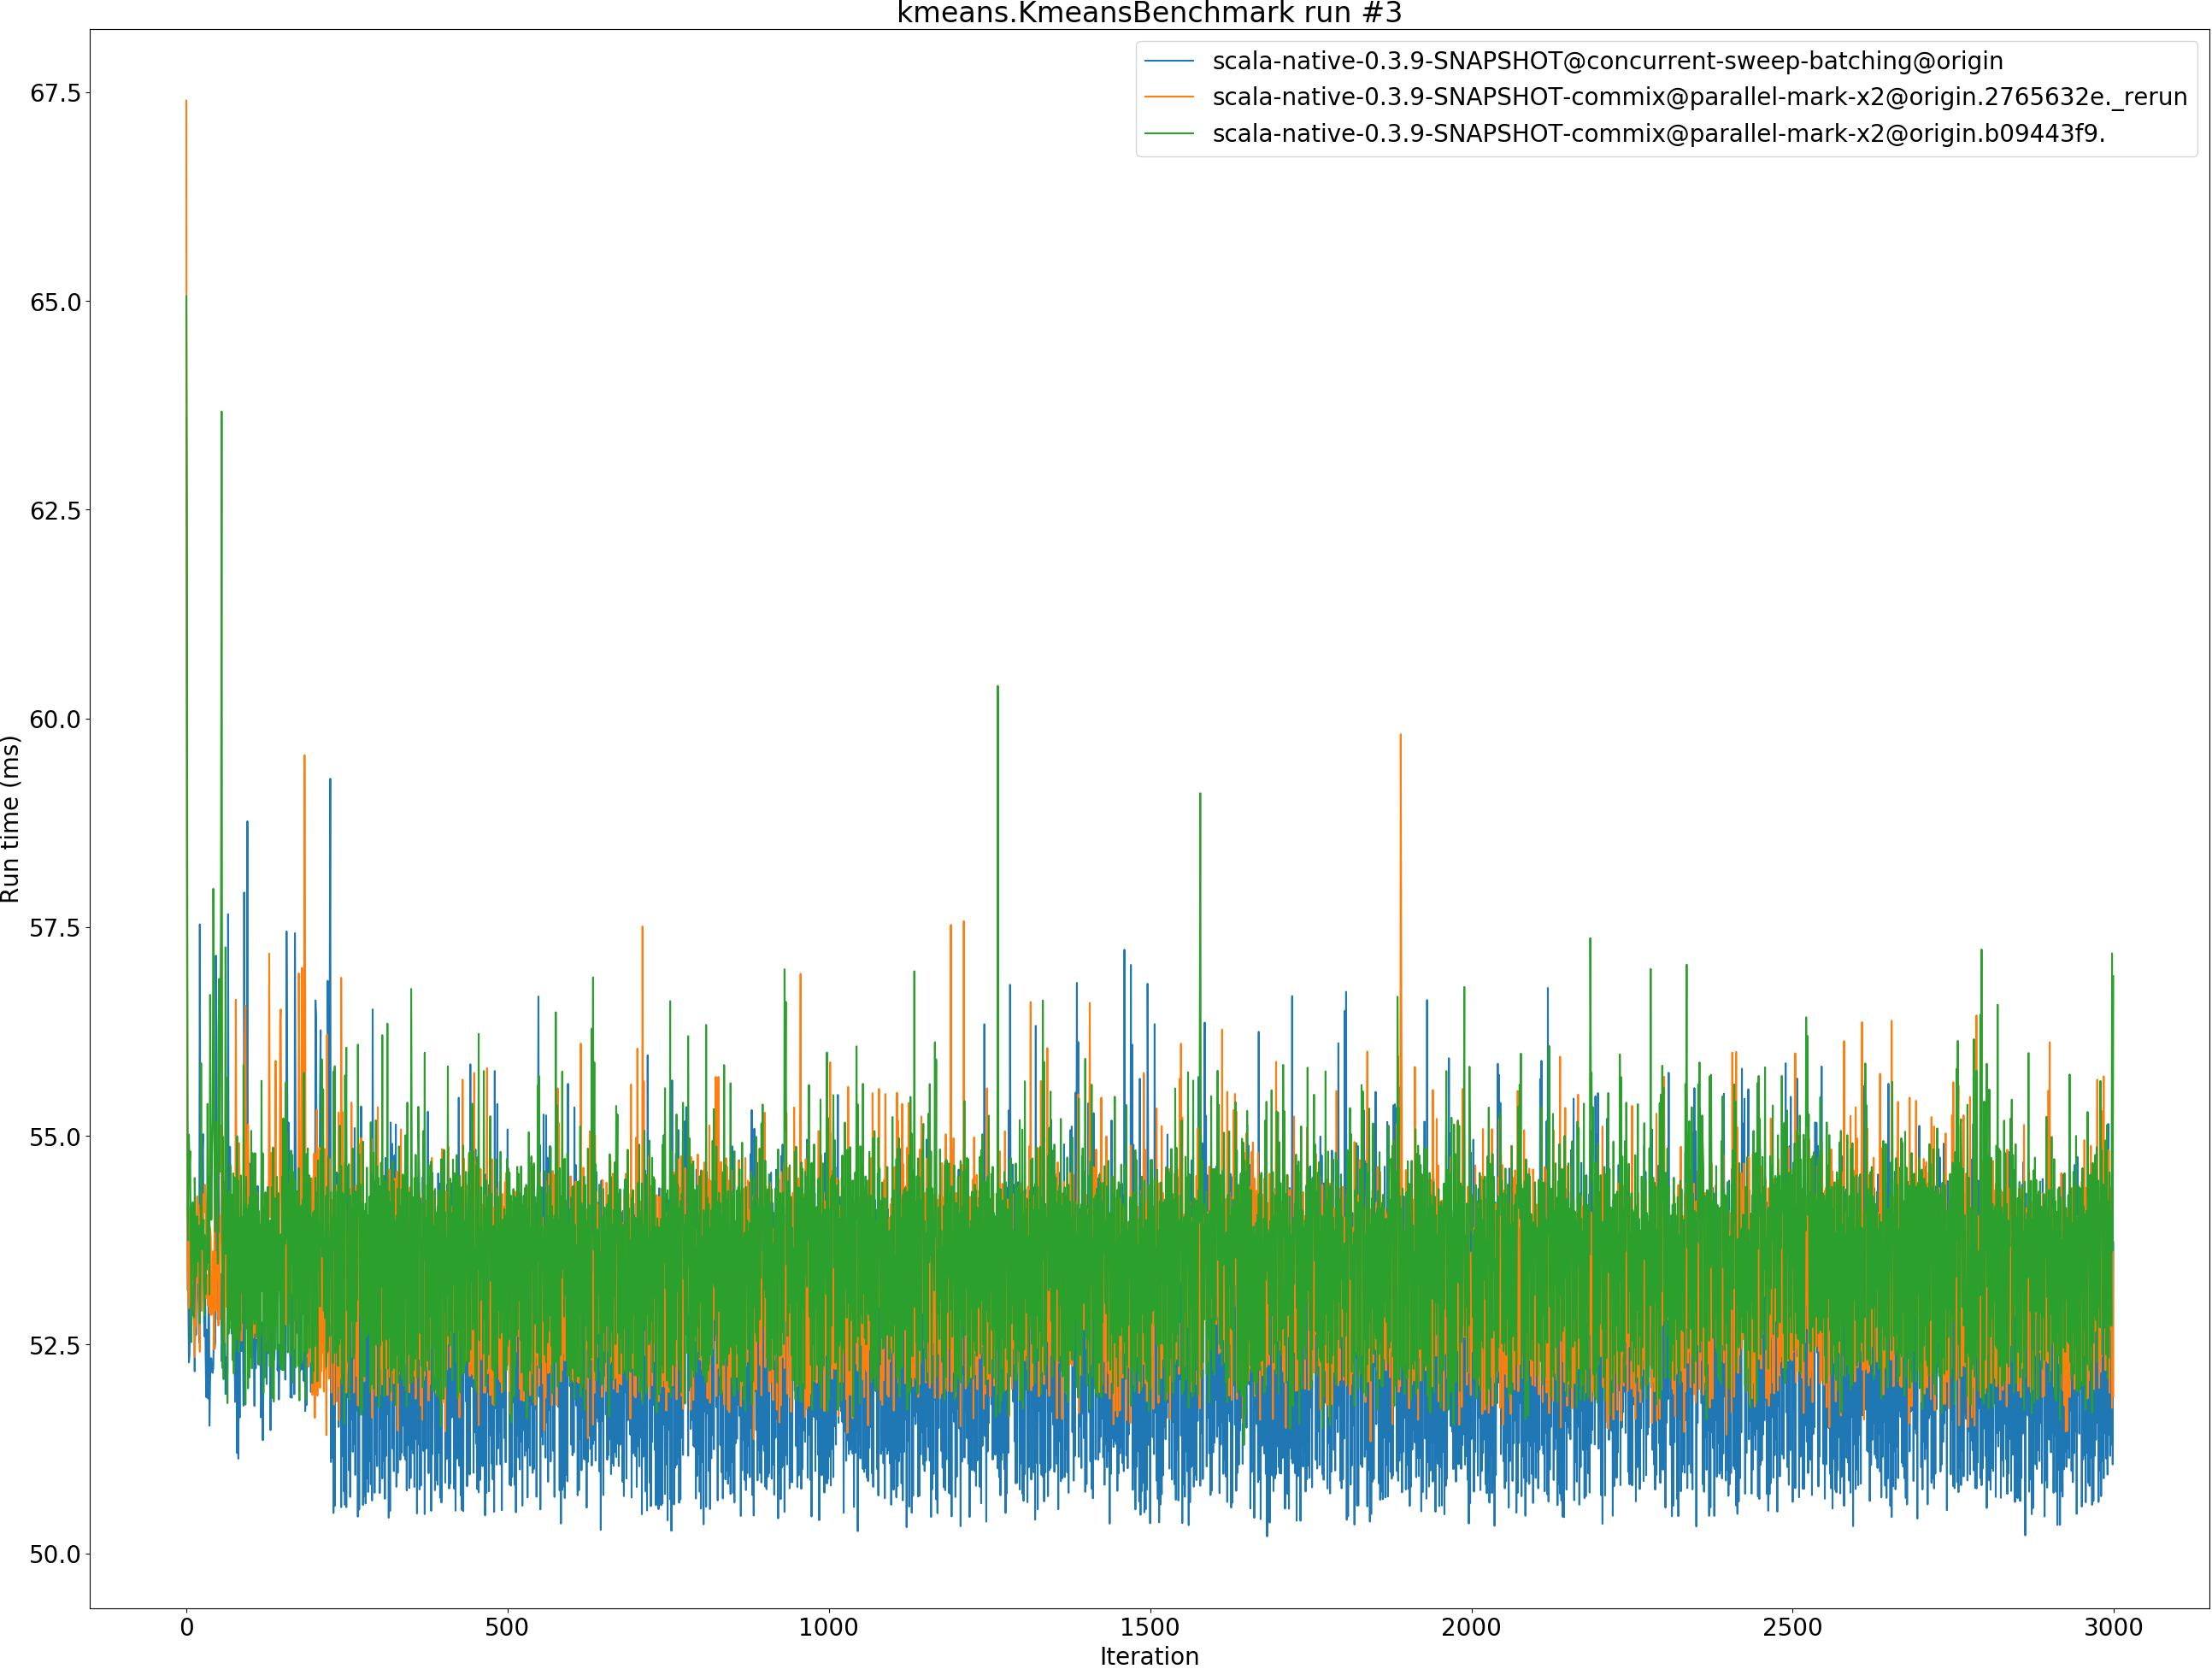 kmeans.KmeansBenchmark run #3
scala-native-0.3.9-SNAPSHOT@concurrent-sweep-batching@origin
scala-native-0.3.9-SNAPSHOT-commix@parallel-mark-x2@origin.2765632e._rerun
scala-native-0.3.9-SNAPSHOT-commix@parallel-mark-x2@origin.b09443f9.
67.5
65.0
62.5
60.0
57.5
55.0
52.5
50.0
Run time (ms)
0 500 1000 1500 2000 2500 3000
Iteration